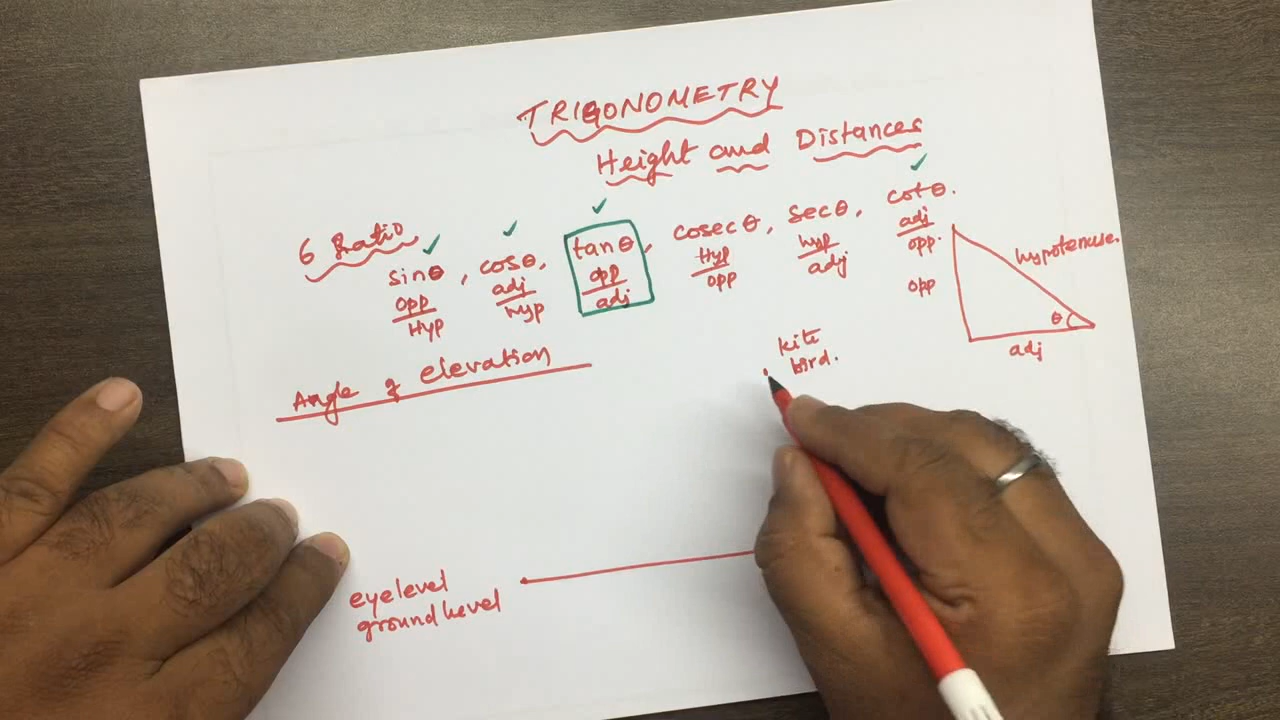 TRIGONOMETRY
Height and Distances
6 Ratio
sinθ, cosθ, tanθ, cosecθ, secθ, cotθ.
opp/Hyp adj/hyp opp/adj Hyp/opp hyp/adj adj/opp.
opp
hypotenuse.
θ
adj
Angle of elevation
kite
bird.
eyelevel
ground level